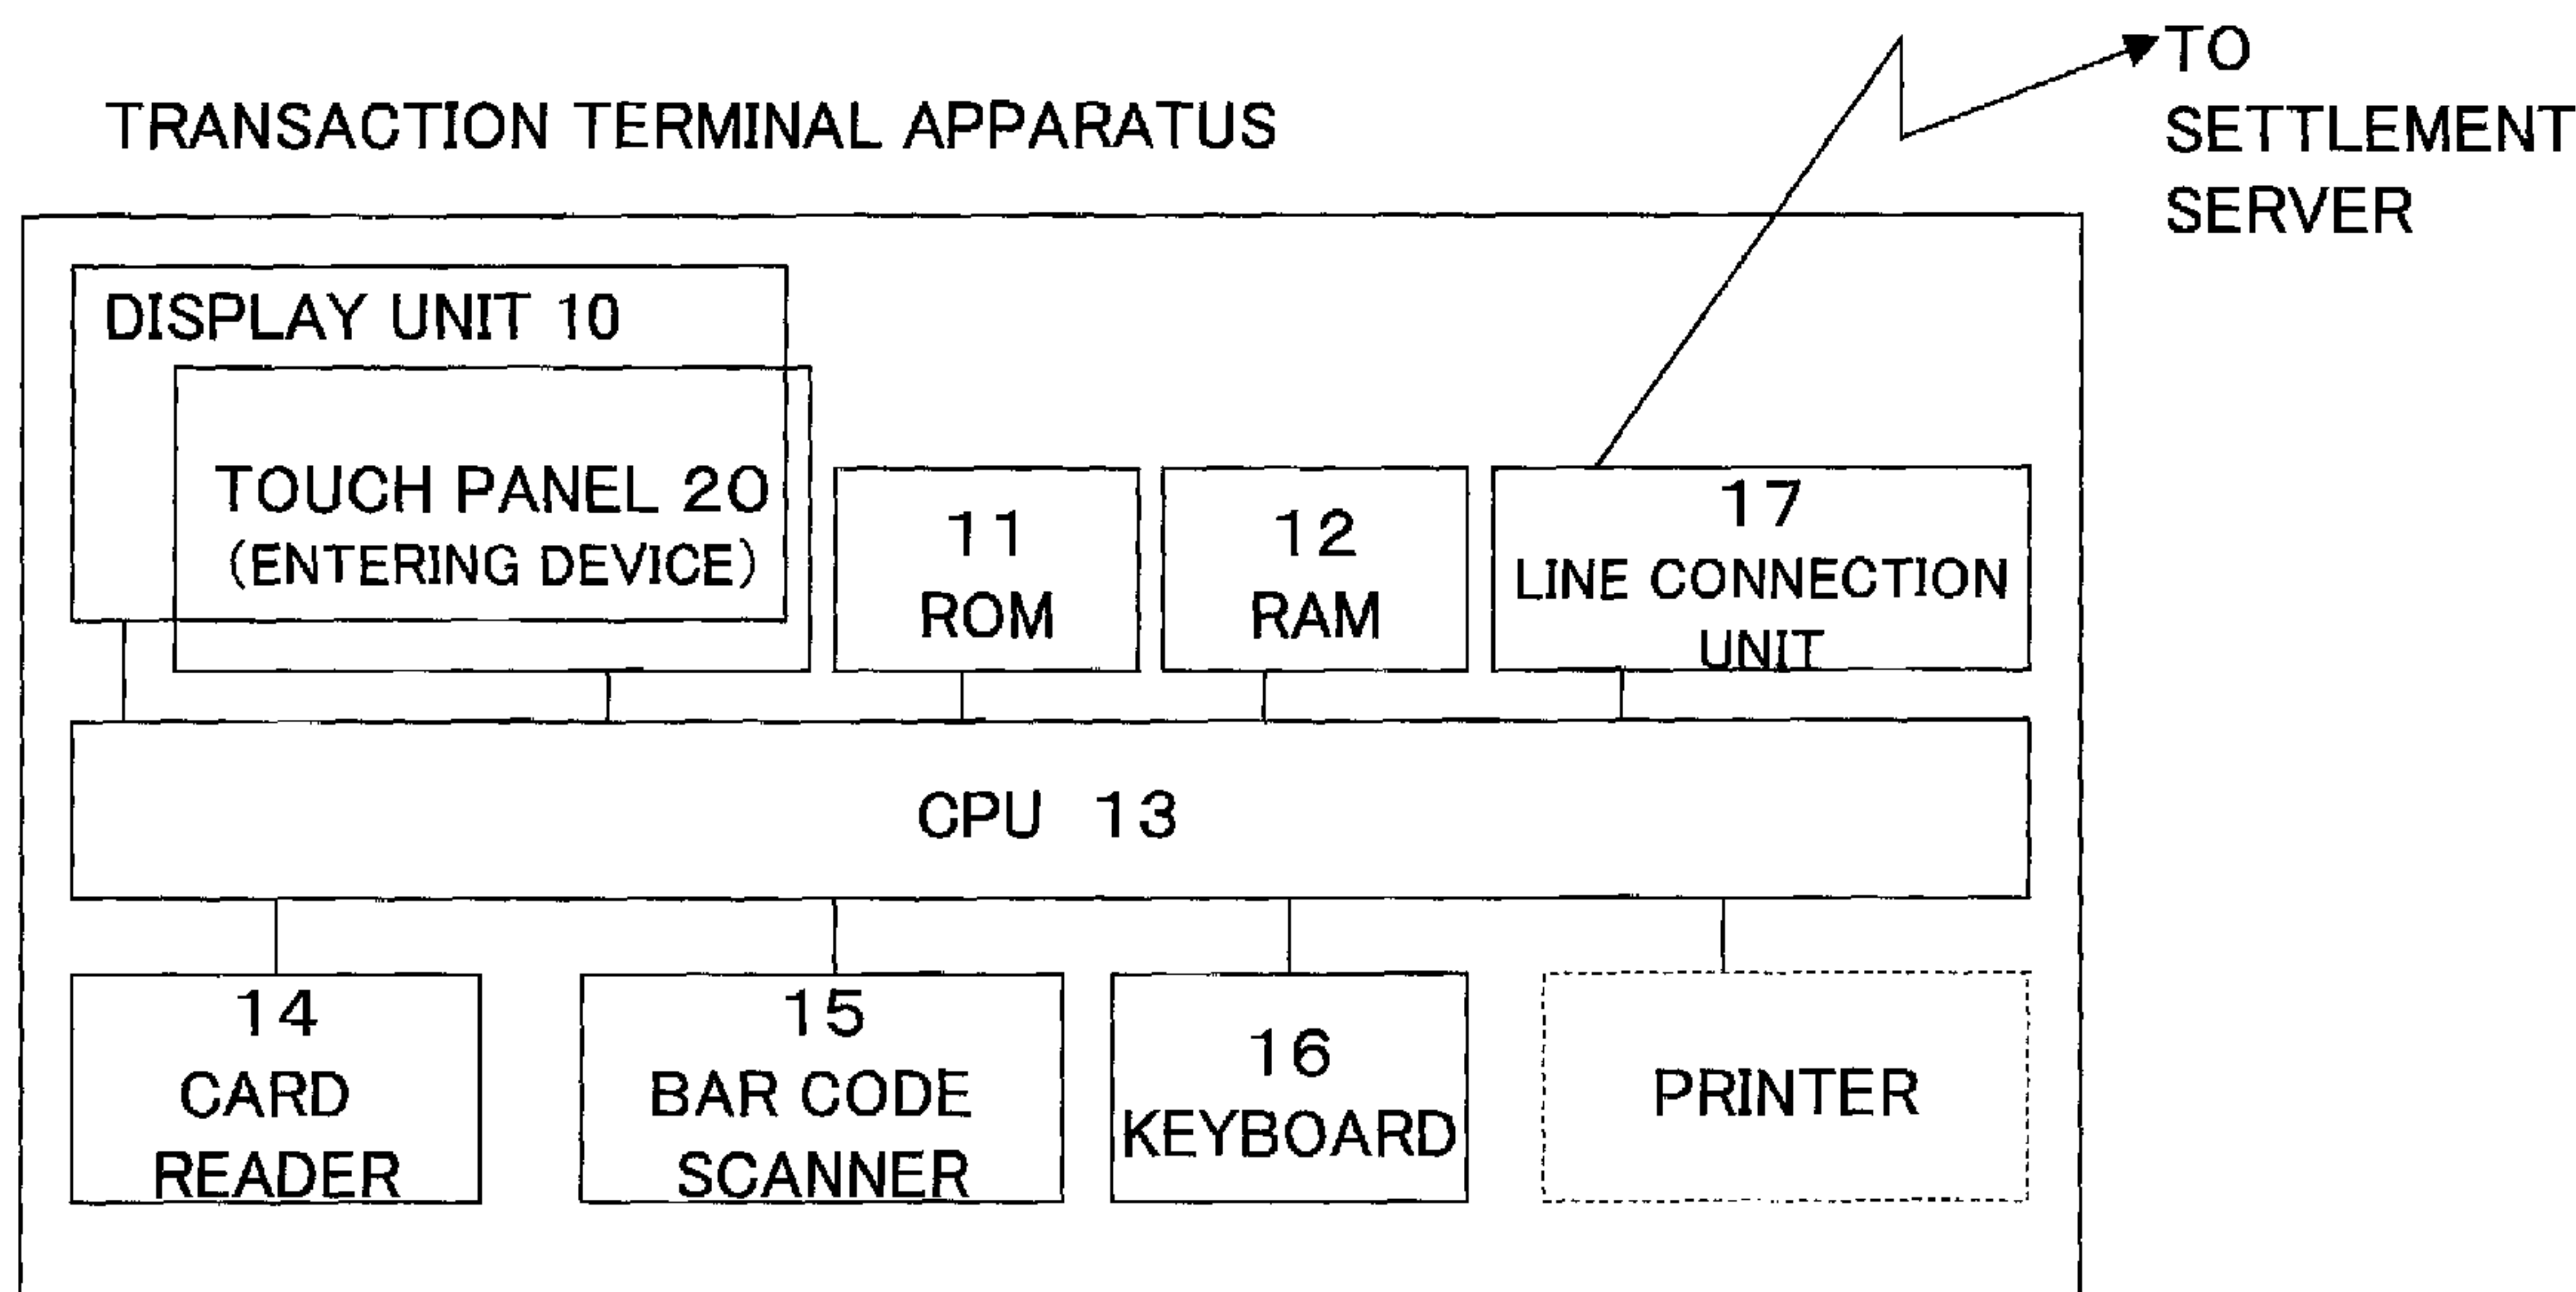 TO
SETTLEMENT
SERVER
TRANSACTION TERMINAL APPARATUS
DISPLAY UNIT 10
TOUCH PANEL 20
(ENTERING DEVICE)
11
ROM
12
RAM
17
LINE CONNECTION
UNIT
CPU 13
14
CARD
READER
15
BAR CODE
SCANNER
16
KEYBOARD
PRINTER